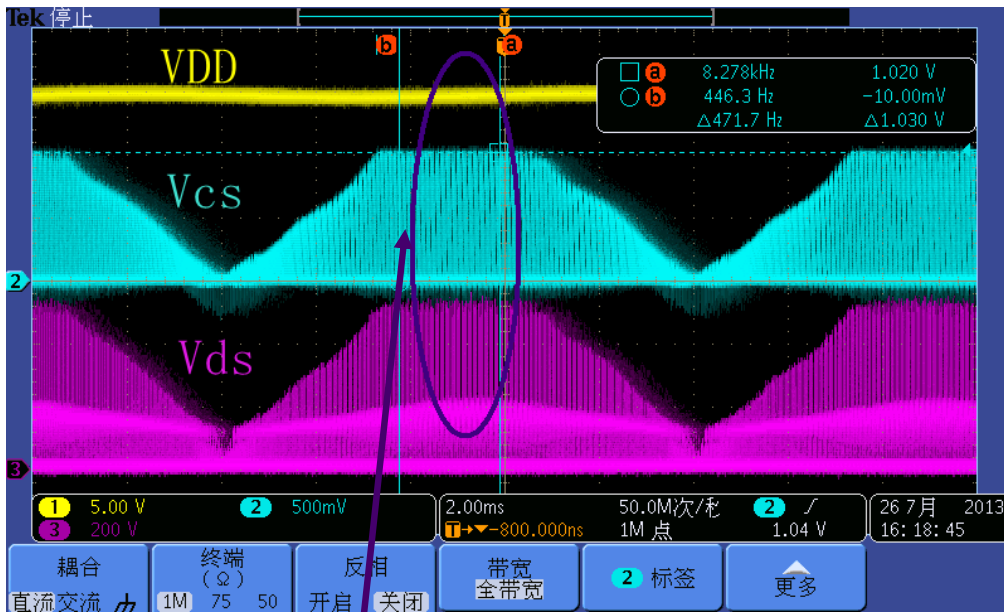 Tek 停止
T
b
a
VDD
a 8.278kHz 1.020 V
b 446.3 Hz −10.00mV
△471.7 Hz △1.030 V
Vcs
2
Vds
3
1 5.00 V 2 500mV
3 200 V
2.00ms
T→▼−800.000ns
50.0M次/秒
1M 点
2 ∫
1.04 V
26 7月 2013
16:18:45
耦合
直流 交流
终端
(Ω)
1M 75 50
反相
开启 关闭
带宽
全带宽
2 标签
更多